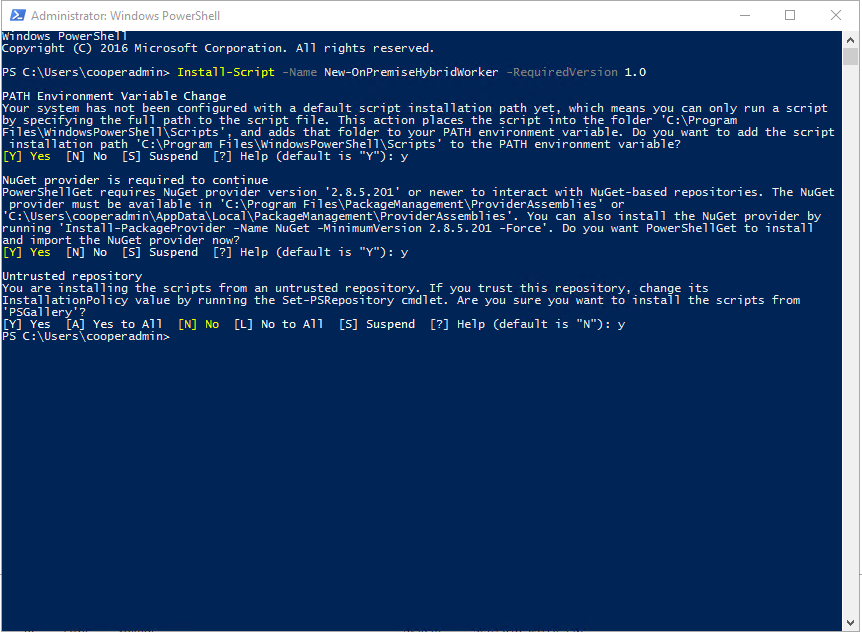 Administrator: Windows PowerShell
Windows PowerShell
Copyright (C) 2016 Microsoft Corporation. All rights reserved.
PS C:\Users\cooperadmin> Install-Script -Name New-OnPremiseHybridWorker -RequiredVersion 1.0
PATH Environment Variable Change
Your system has not been configured with a default script installation path yet, which means you can only run a script
by specifying the full path to the script file. This action places the script into the folder 'C:\Program
Files\WindowsPowerShell\Scripts', and adds that folder to your PATH environment variable. Do you want to add the script
installation path 'C:\Program Files\WindowsPowerShell\Scripts' to the PATH environment variable?
[Y] Yes  [N] No  [S] Suspend  [?] Help (default is "Y"): y
NuGet provider is required to continue
PowerShellGet requires NuGet provider version '2.8.5.201' or newer to interact with NuGet-based repositories. The NuGet
provider must be available in 'C:\Program Files\PackageManagement\ProviderAssemblies' or
'C:\Users\cooperadmin\AppData\Local\PackageManagement\ProviderAssemblies'. You can also install the NuGet provider by
running 'Install-PackageProvider -Name NuGet -MinimumVersion 2.8.5.201 -Force'. Do you want PowerShellGet to install
and import the NuGet provider now?
[Y] Yes  [N] No  [S] Suspend  [?] Help (default is "Y"): y
Untrusted repository
You are installing the scripts from an untrusted repository. If you trust this repository, change its
InstallationPolicy value by running the Set-PSRepository cmdlet. Are you sure you want to install the scripts from
'PSGallery'?
[Y] Yes  [A] Yes to All  [N] No  [L] No to All  [S] Suspend  [?] Help (default is "N"): y
PS C:\Users\cooperadmin>